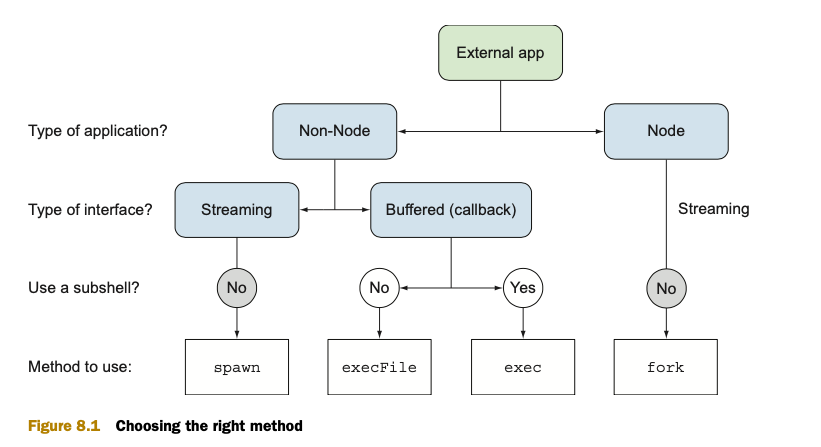 External app
Type of application?
Non-Node
Node
Type of interface?
Streaming
Buffered (callback)
Streaming
Use a subshell?
No
No
Yes
No
Method to use:
spawn
execFile
exec
fork
Figure 8.1 Choosing the right method